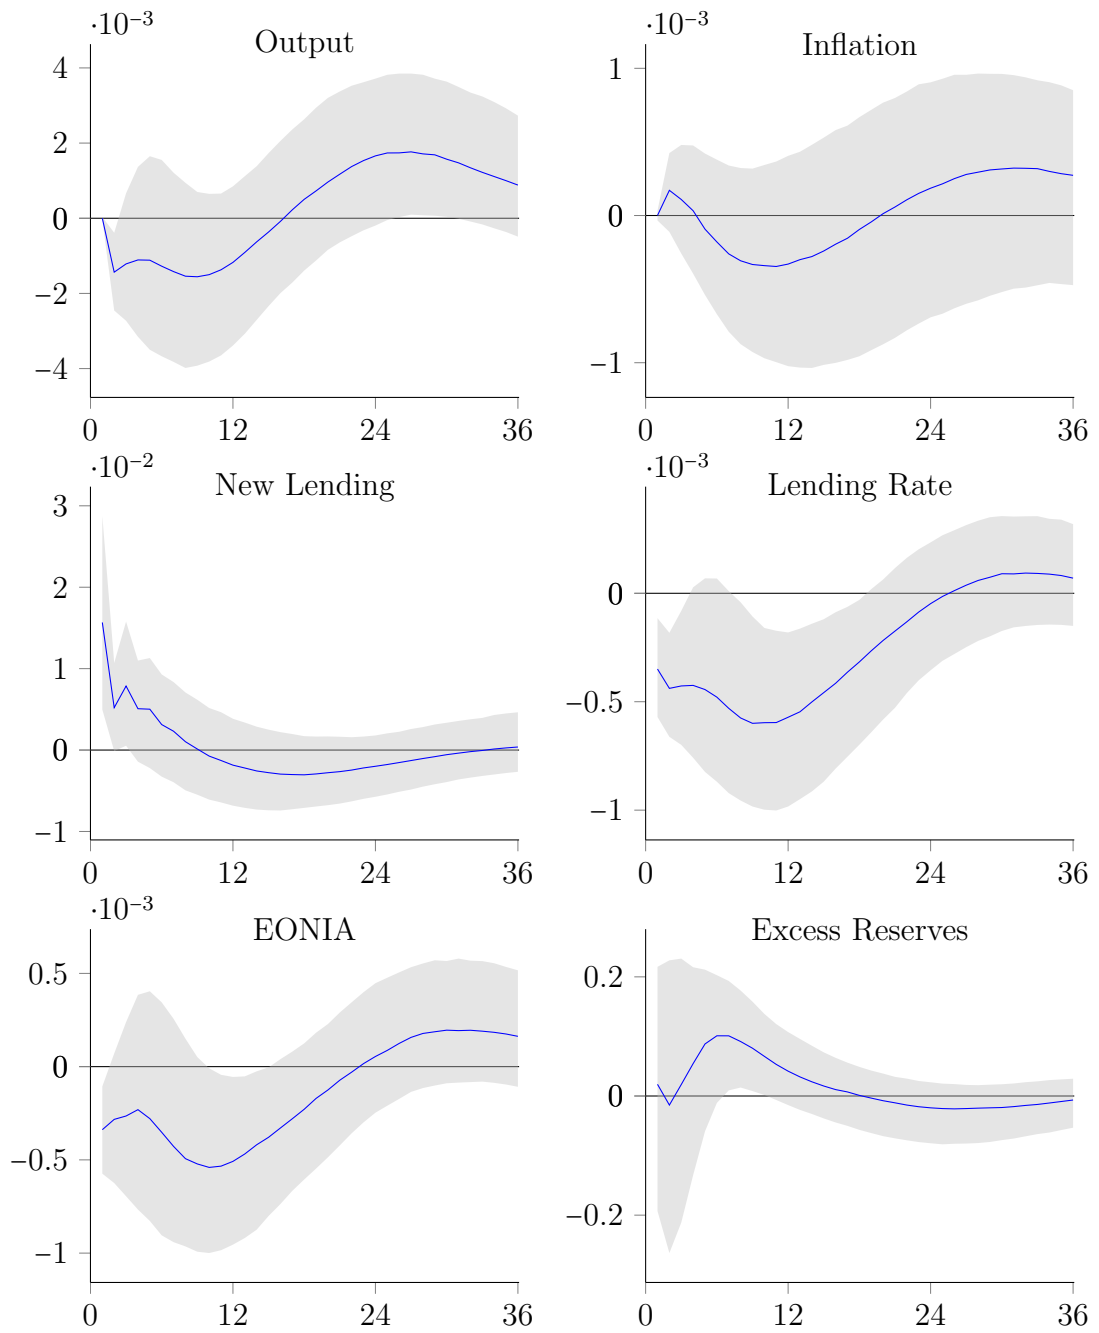 ·10⁻³
Output
4
2
0
−2
−4
0 12 24 36
·10⁻³
Inflation
1
0
−1
0 12 24 36
·10⁻²
New Lending
3
2
1
0
−1
0 12 24 36
·10⁻³
Lending Rate
0
−0.5
−1
0 12 24 36
·10⁻³
EONIA
0.5
0
−0.5
−1
0 12 24 36
Excess Reserves
0.2
0
−0.2
0 12 24 36